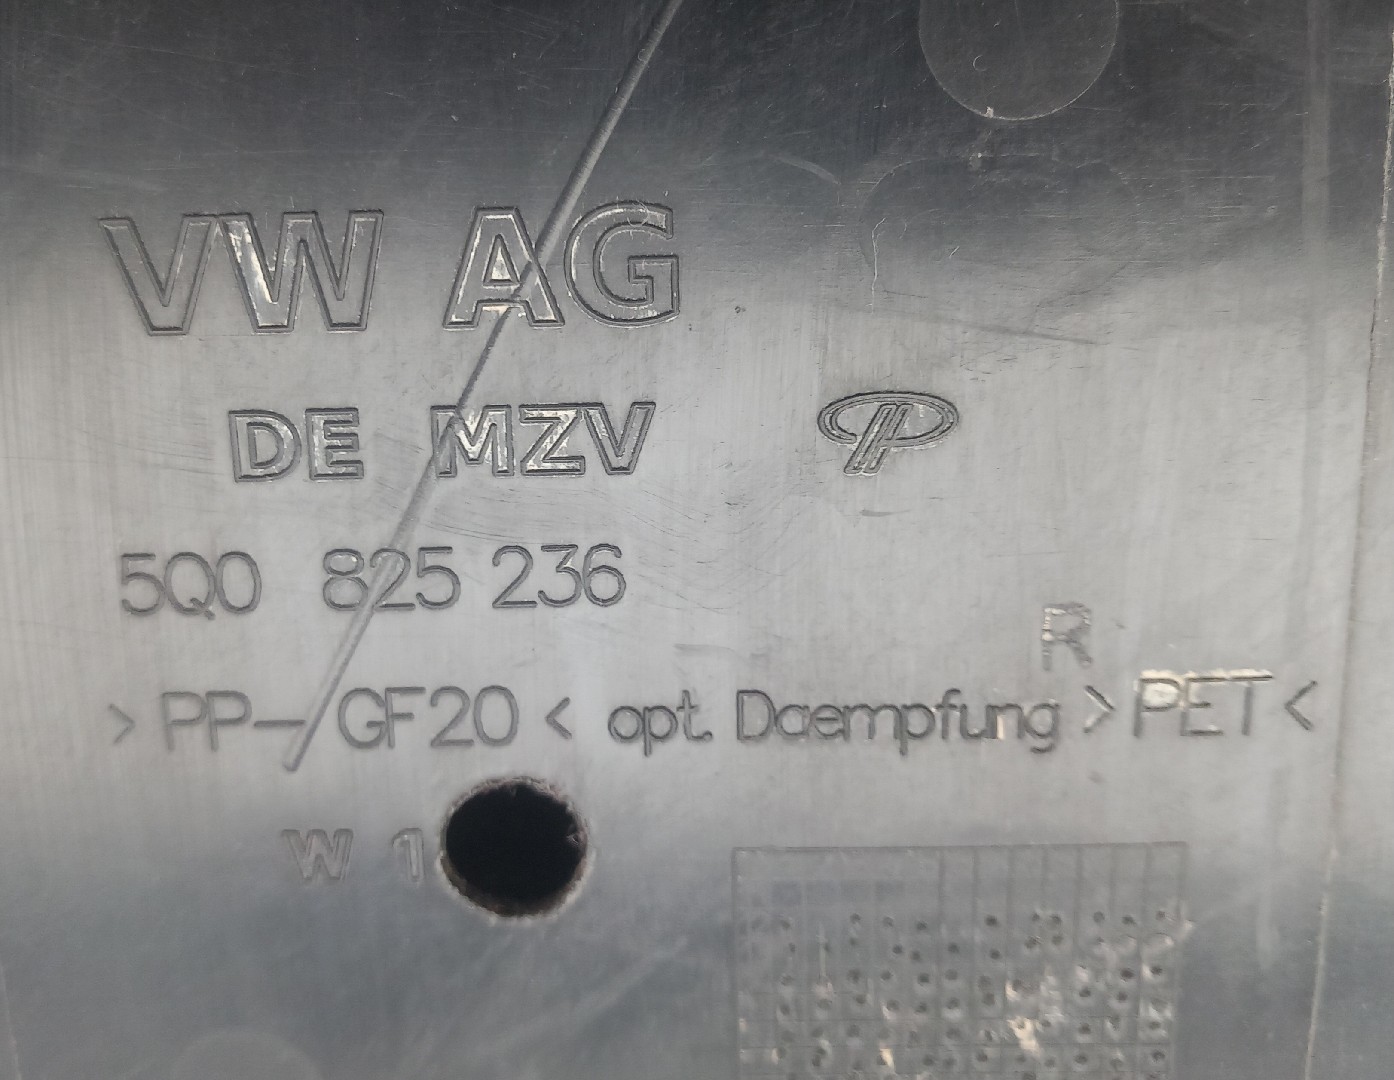 VW AG
DE MZV
5Q0 825 236
R
>PP-GF20< opt. Daempfung >PET<
W 1